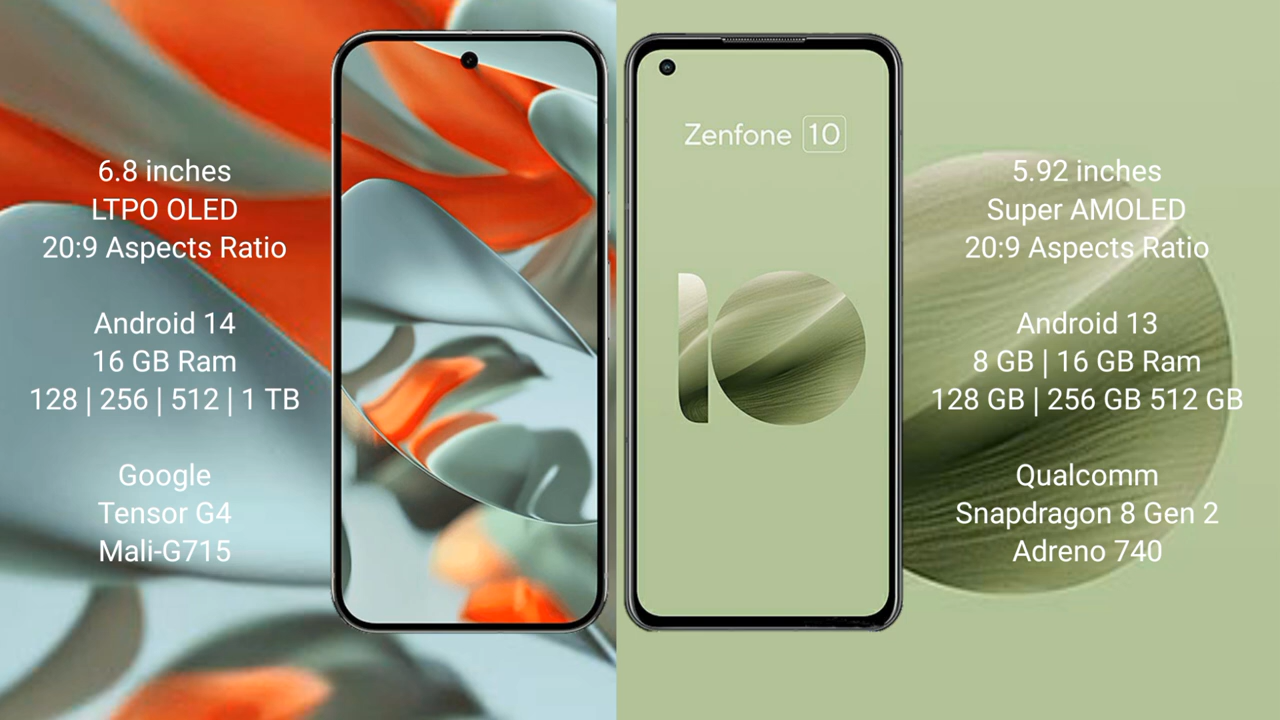 6.8 inches
LTPO OLED
20:9 Aspects Ratio
Android 14
16 GB Ram
128 | 256 | 512 | 1 TB
Google
Tensor G4
Mali-G715
Zenfone 10
10
5.92 inches
Super AMOLED
20:9 Aspects Ratio
Android 13
8 GB | 16 GB Ram
128 GB | 256 GB 512 GB
Qualcomm
Snapdragon 8 Gen 2
Adreno 740